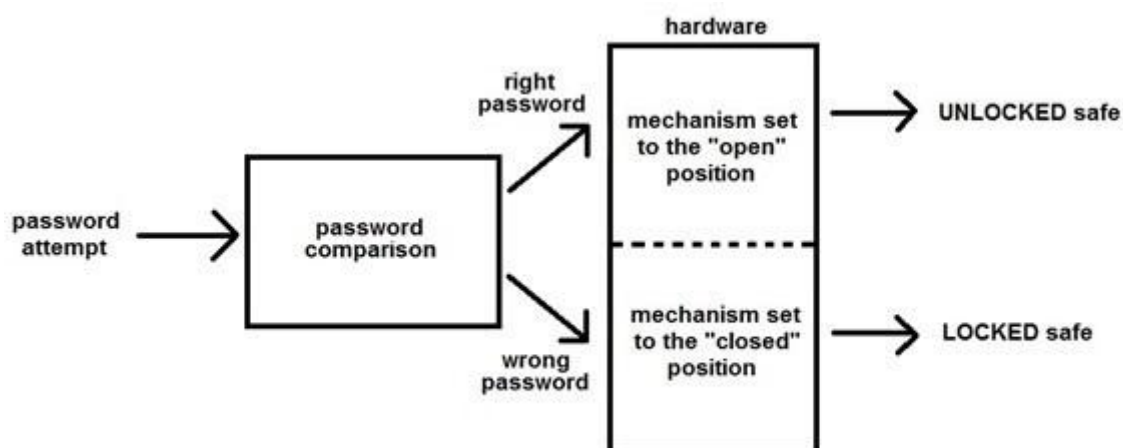 hardware
right
password
mechanism set
to the "open"
position
UNLOCKED safe
password
attempt
password
comparison
wrong
password
mechanism set
to the "closed"
position
LOCKED safe